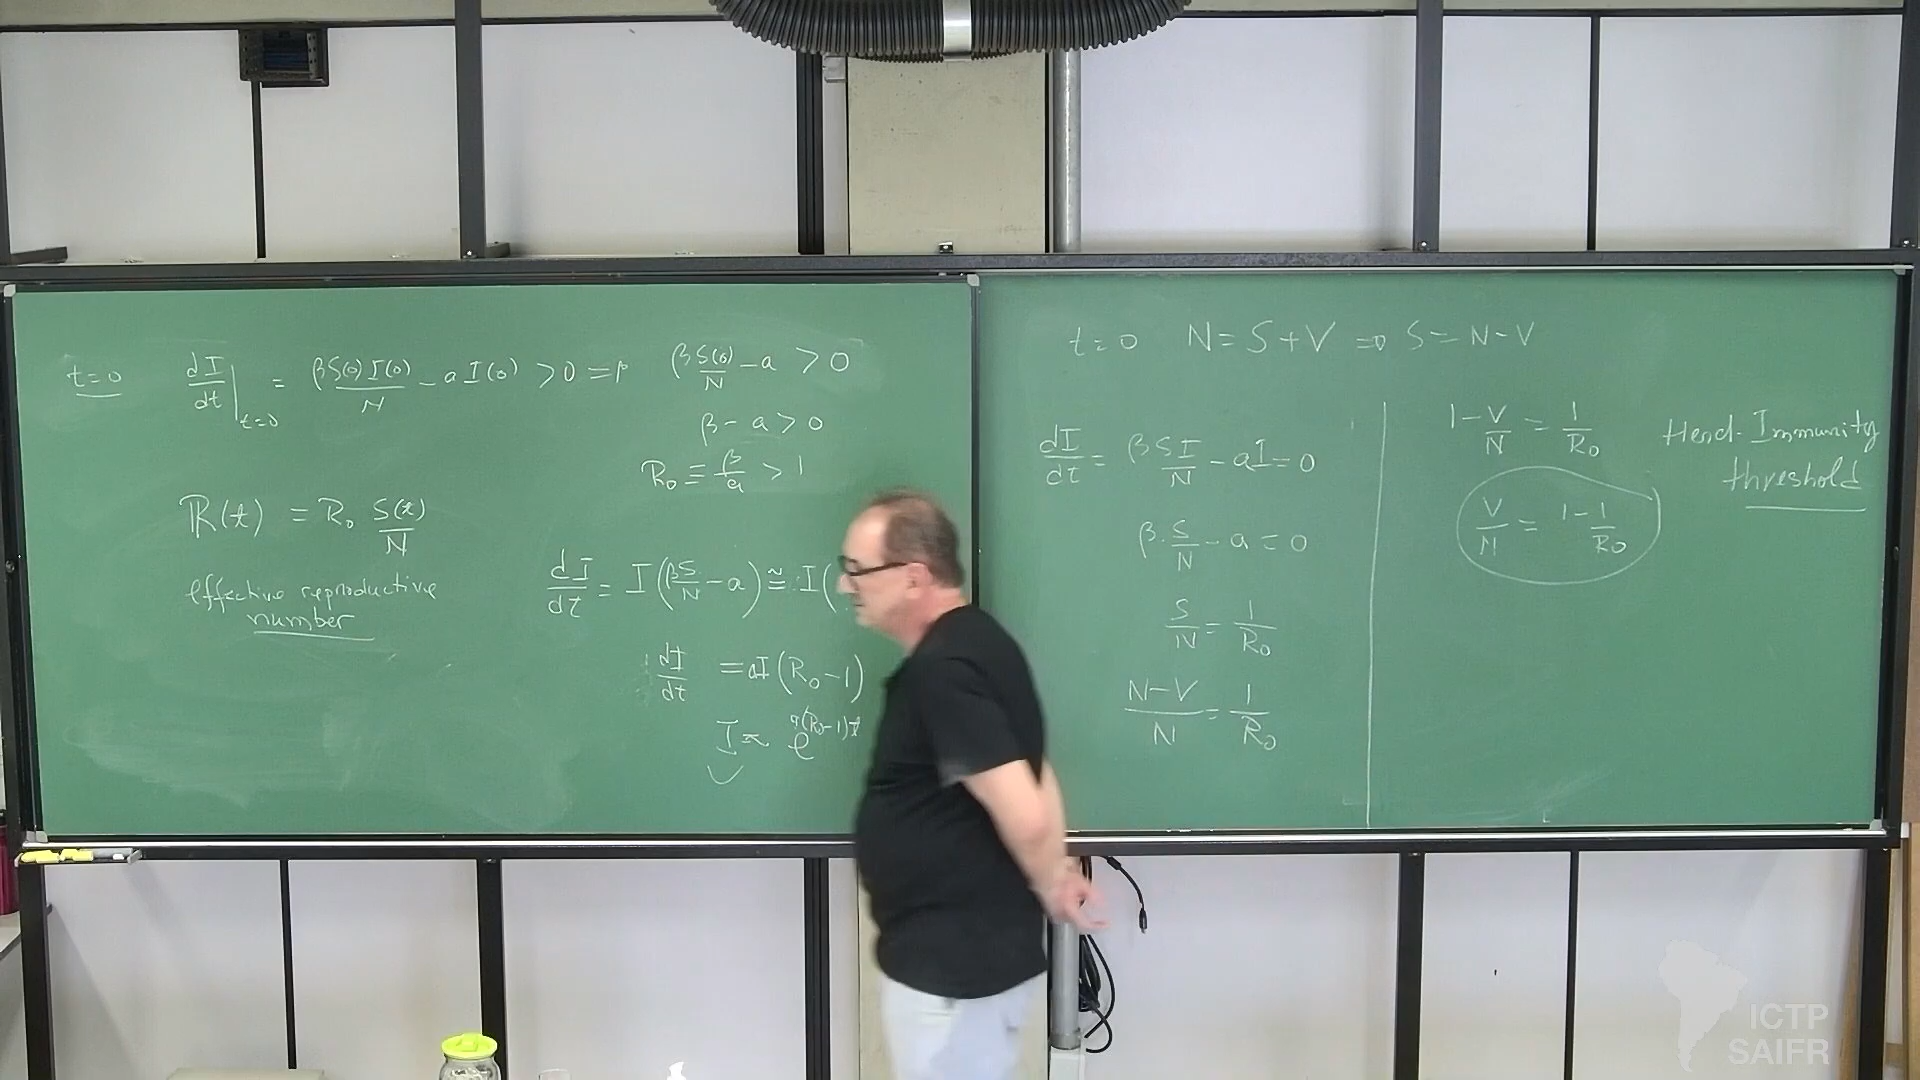 t=0 dI/dt|t=0 = βS(0)I(0)/N - aI(0) >0 => βS(0)/N - a > 0
β - a > 0
R₀ ≡ β/a > 1
R(t) = R₀ S(t)/N
effective reproductive
number
dI/dt = I(βS/N - a) ≅ I(
dI/dt = aI(R₀-1)
I ≈ e^(a(R₀-1)t)
t=0 N=S+V => S=N-V
dI/dt = βSI/N - aI=0
β·S/N - a = 0
S/N = 1/R₀
N-V/N = 1/R₀
1-V/N = 1/R₀
V/N = 1-1/R₀
Herd-Immunity
threshold
ICTP
SAIFR